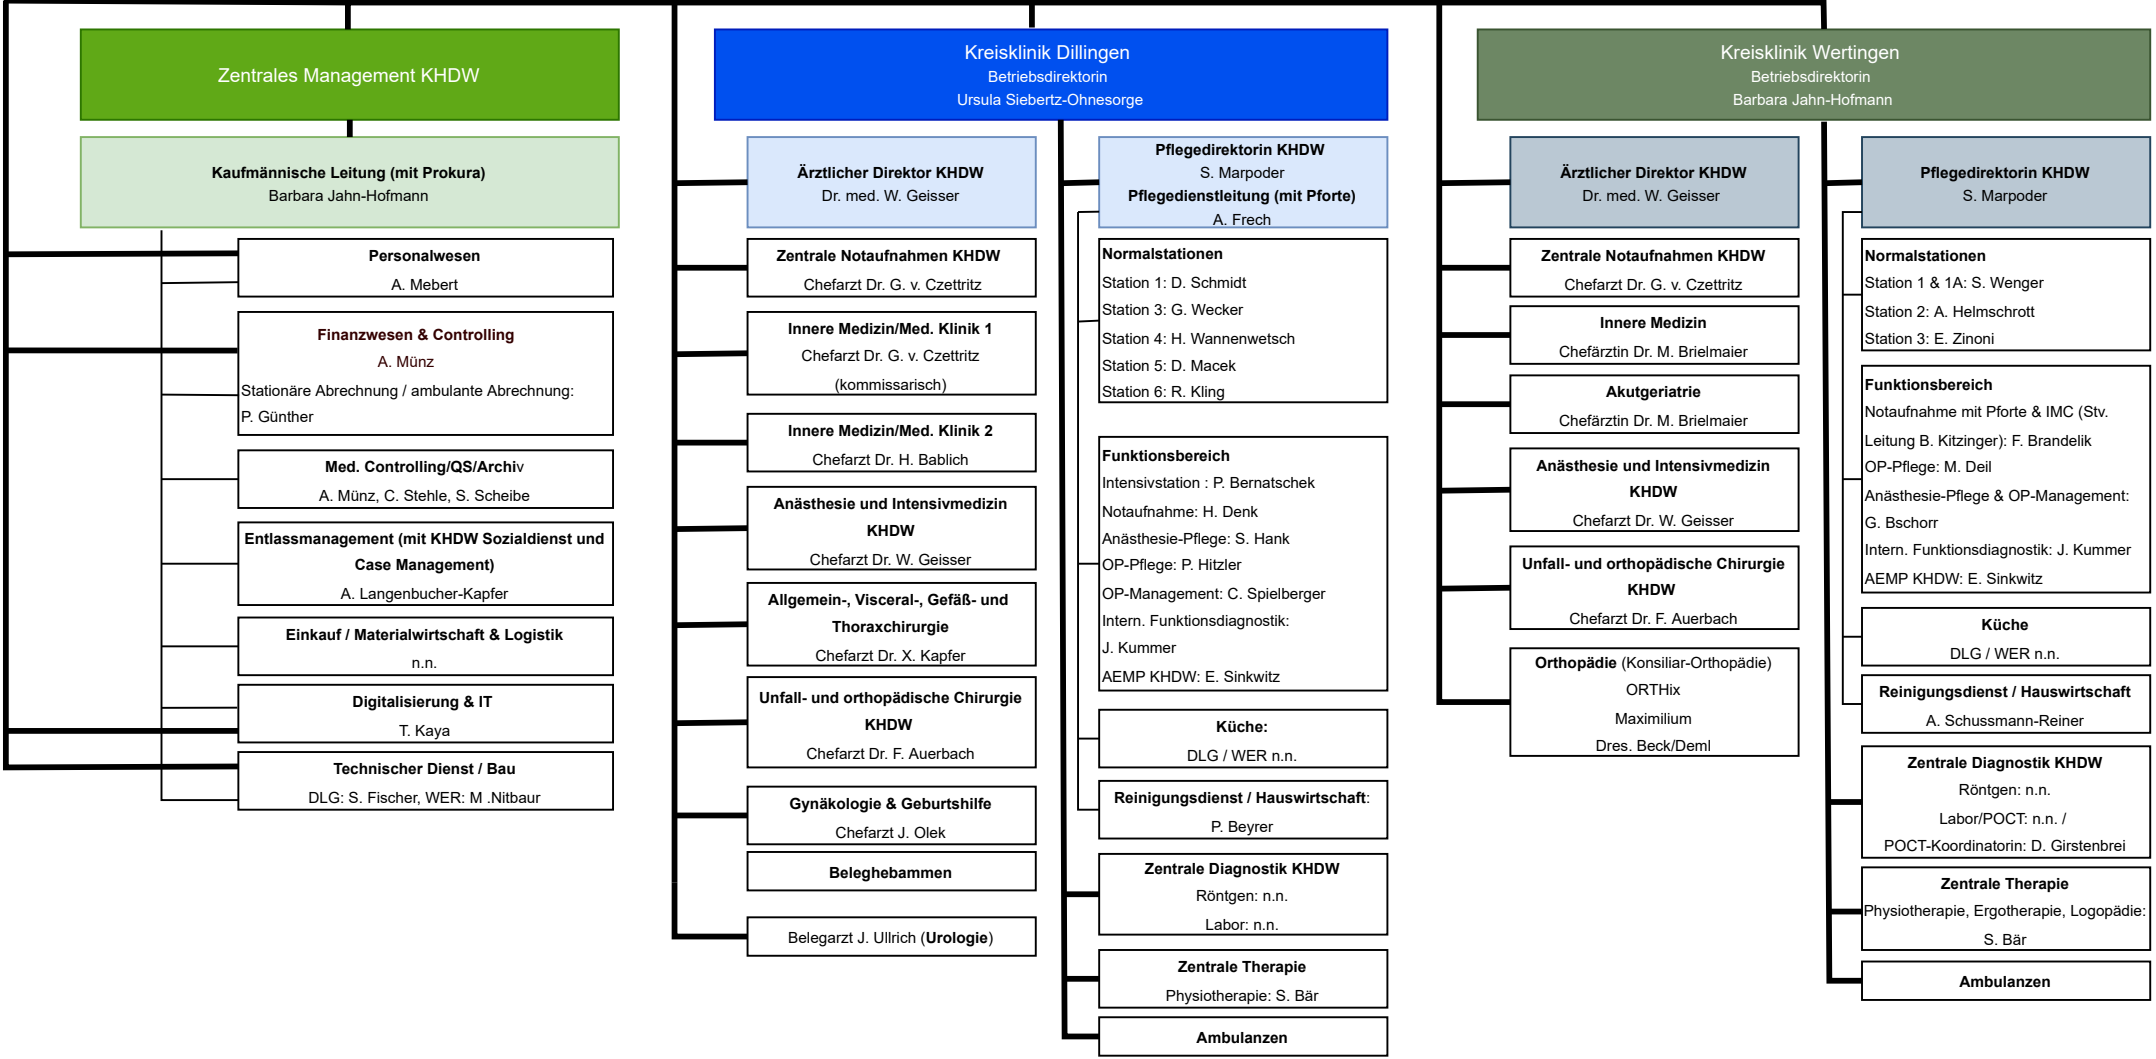 Zentrales Management KHDW
Kaufmännische Leitung (mit Prokura)
Barbara Jahn-Hofmann
Personalwesen
A. Mebert
Finanzwesen & Controlling
A. Münz
Stationäre Abrechnung / ambulante Abrechnung:
P. Günther
Med. Controlling/QS/Archiv
A. Münz, C. Stehle, S. Scheibe
Entlassmanagement (mit KHDW Sozialdienst und
Case Management)
A. Langenbucher-Kapfer
Einkauf / Materialwirtschaft & Logistik
n.n.
Digitalisierung & IT
T. Kaya
Technischer Dienst / Bau
DLG: S. Fischer, WER: M .Nitbaur
Kreisklinik Dillingen
Betriebsdirektorin
Ursula Siebertz-Ohnesorge
Ärztlicher Direktor KHDW
Dr. med. W. Geisser
Zentrale Notaufnahmen KHDW
Chefarzt Dr. G. v. Czettritz
Innere Medizin/Med. Klinik 1
Chefarzt Dr. G. v. Czettritz
(kommissarisch)
Innere Medizin/Med. Klinik 2
Chefarzt Dr. H. Bablich
Anästhesie und Intensivmedizin
KHDW
Chefarzt Dr. W. Geisser
Allgemein-, Visceral-, Gefäß- und
Thoraxchirurgie
Chefarzt Dr. X. Kapfer
Unfall- und orthopädische Chirurgie
KHDW
Chefarzt Dr. F. Auerbach
Gynäkologie & Geburtshilfe
Chefarzt J. Olek
Beleghebammen
Belegarzt J. Ullrich (Urologie)
Pflegedirektorin KHDW
S. Marpoder
Pflegedienstleitung (mit Pforte)
A. Frech
Normalstationen
Station 1: D. Schmidt
Station 3: G. Wecker
Station 4: H. Wannenwetsch
Station 5: D. Macek
Station 6: R. Kling
Funktionsbereich
Intensivstation : P. Bernatschek
Notaufnahme: H. Denk
Anästhesie-Pflege: S. Hank
OP-Pflege: P. Hitzler
OP-Management: C. Spielberger
Intern. Funktionsdiagnostik:
J. Kummer
AEMP KHDW: E. Sinkwitz
Küche:
DLG / WER n.n.
Reinigungsdienst / Hauswirtschaft:
P. Beyrer
Zentrale Diagnostik KHDW
Röntgen: n.n.
Labor: n.n.
Zentrale Therapie
Physiotherapie: S. Bär
Ambulanzen
Kreisklinik Wertingen
Betriebsdirektorin
Barbara Jahn-Hofmann
Ärztlicher Direktor KHDW
Dr. med. W. Geisser
Zentrale Notaufnahmen KHDW
Chefarzt Dr. G. v. Czettritz
Innere Medizin
Chefärztin Dr. M. Brielmaier
Akutgeriatrie
Chefärztin Dr. M. Brielmaier
Anästhesie und Intensivmedizin
KHDW
Chefarzt Dr. W. Geisser
Unfall- und orthopädische Chirurgie
KHDW
Chefarzt Dr. F. Auerbach
Orthopädie (Konsiliar-Orthopädie)
ORTHix
Maximilium
Dres. Beck/Deml
Pflegedirektorin KHDW
S. Marpoder
Normalstationen
Station 1 & 1A: S. Wenger
Station 2: A. Helmschrott
Station 3: E. Zinoni
Funktionsbereich
Notaufnahme mit Pforte & IMC (Stv.
Leitung B. Kitzinger): F. Brandelik
OP-Pflege: M. Deil
Anästhesie-Pflege & OP-Management:
G. Bschorr
Intern. Funktionsdiagnostik: J. Kummer
AEMP KHDW: E. Sinkwitz
Küche
DLG / WER n.n.
Reinigungsdienst / Hauswirtschaft
A. Schussmann-Reiner
Zentrale Diagnostik KHDW
Röntgen: n.n.
Labor/POCT: n.n. /
POCT-Koordinatorin: D. Girstenbrei
Zentrale Therapie
Physiotherapie, Ergotherapie, Logopädie:
S. Bär
Ambulanzen